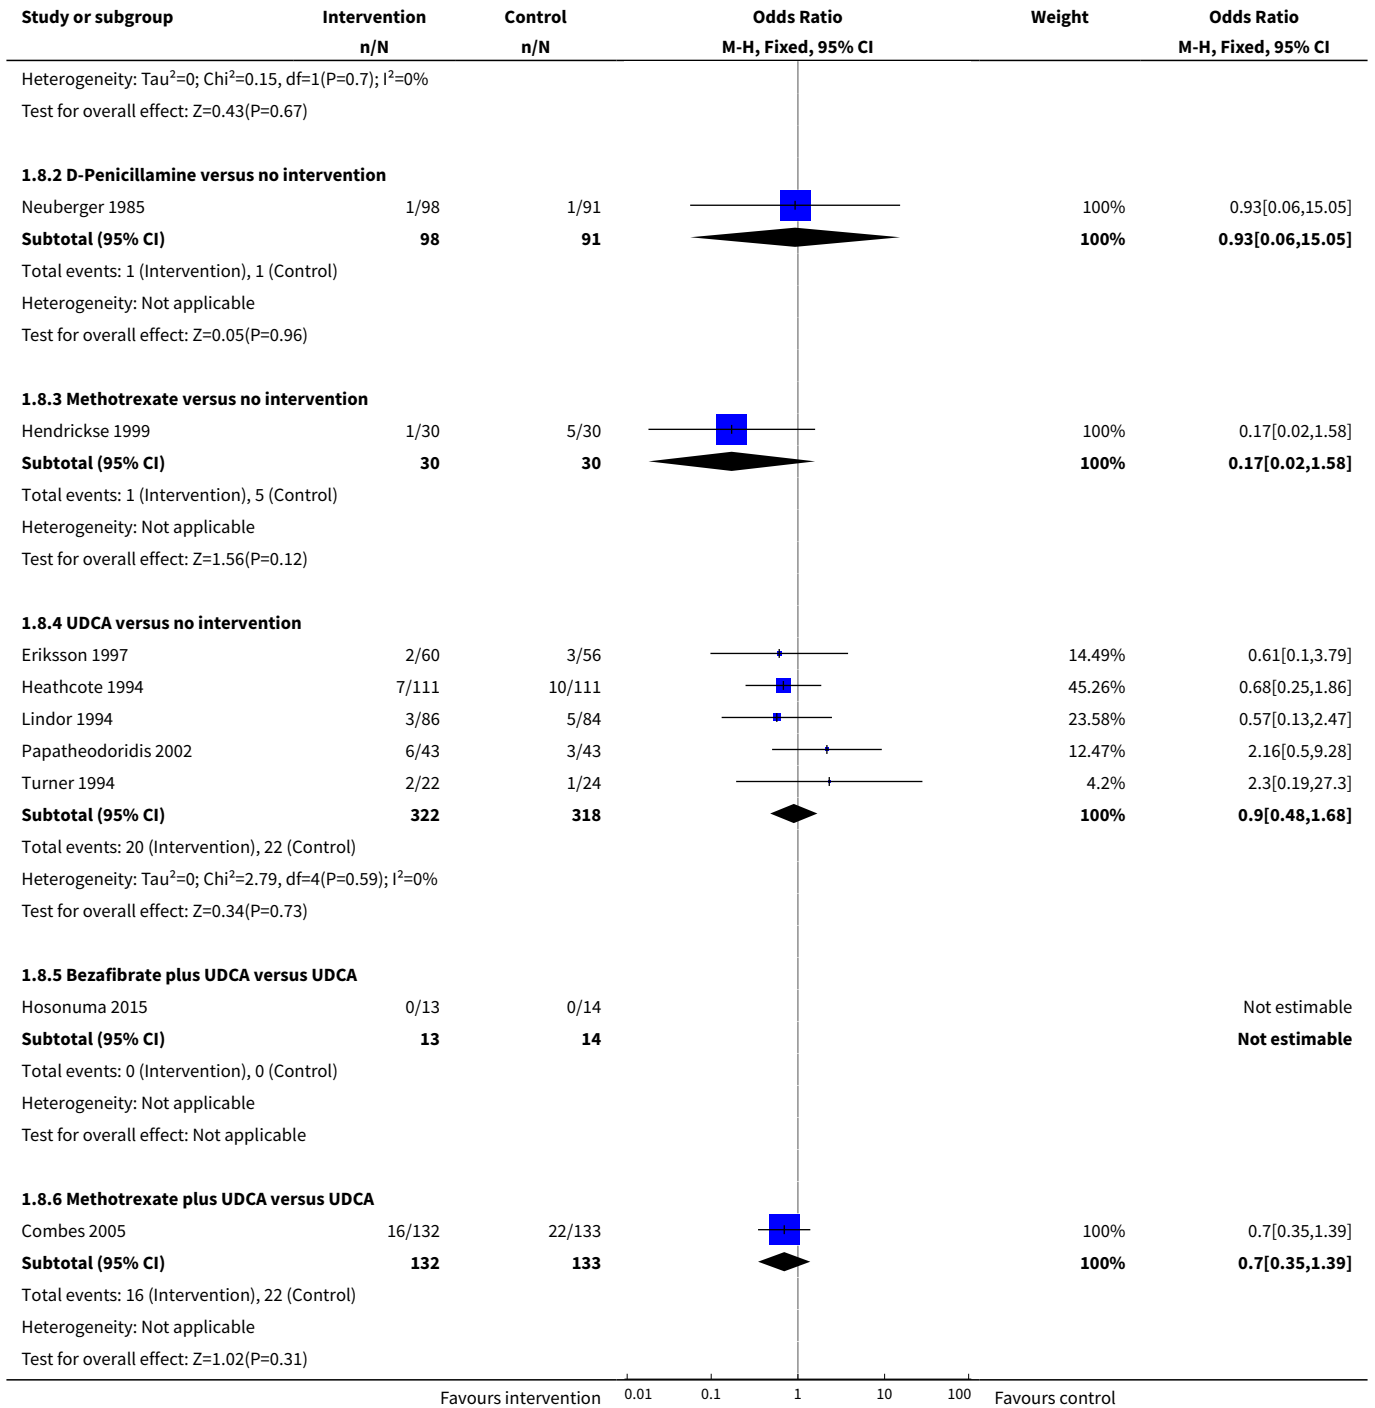 Study or subgroup Intervention Control Odds Ratio Weight Odds Ratio
n/N n/N M-H, Fixed, 95% CI M-H, Fixed, 95% CI
Heterogeneity: Tau²=0; Chi²=0.15, df=1(P=0.7); I²=0%
Test for overall effect: Z=0.43(P=0.67)
1.8.2 D-Penicillamine versus no intervention
Neuberger 1985 1/98 1/91 100% 0.93[0.06,15.05]
Subtotal (95% CI) 98 91 100% 0.93[0.06,15.05]
Total events: 1 (Intervention), 1 (Control)
Heterogeneity: Not applicable
Test for overall effect: Z=0.05(P=0.96)
1.8.3 Methotrexate versus no intervention
Hendrickse 1999 1/30 5/30 100% 0.17[0.02,1.58]
Subtotal (95% CI) 30 30 100% 0.17[0.02,1.58]
Total events: 1 (Intervention), 5 (Control)
Heterogeneity: Not applicable
Test for overall effect: Z=1.56(P=0.12)
1.8.4 UDCA versus no intervention
Eriksson 1997 2/60 3/56 14.49% 0.61[0.1,3.79]
Heathcote 1994 7/111 10/111 45.26% 0.68[0.25,1.86]
Lindor 1994 3/86 5/84 23.58% 0.57[0.13,2.47]
Papatheodoridis 2002 6/43 3/43 12.47% 2.16[0.5,9.28]
Turner 1994 2/22 1/24 4.2% 2.3[0.19,27.3]
Subtotal (95% CI) 322 318 100% 0.9[0.48,1.68]
Total events: 20 (Intervention), 22 (Control)
Heterogeneity: Tau²=0; Chi²=2.79, df=4(P=0.59); I²=0%
Test for overall effect: Z=0.34(P=0.73)
1.8.5 Bezafibrate plus UDCA versus UDCA
Hosonuma 2015 0/13 0/14 Not estimable
Subtotal (95% CI) 13 14 Not estimable
Total events: 0 (Intervention), 0 (Control)
Heterogeneity: Not applicable
Test for overall effect: Not applicable
1.8.6 Methotrexate plus UDCA versus UDCA
Combes 2005 16/132 22/133 100% 0.7[0.35,1.39]
Subtotal (95% CI) 132 133 100% 0.7[0.35,1.39]
Total events: 16 (Intervention), 22 (Control)
Heterogeneity: Not applicable
Test for overall effect: Z=1.02(P=0.31)
Favours intervention 0.01 0.1 1 10 100 Favours control